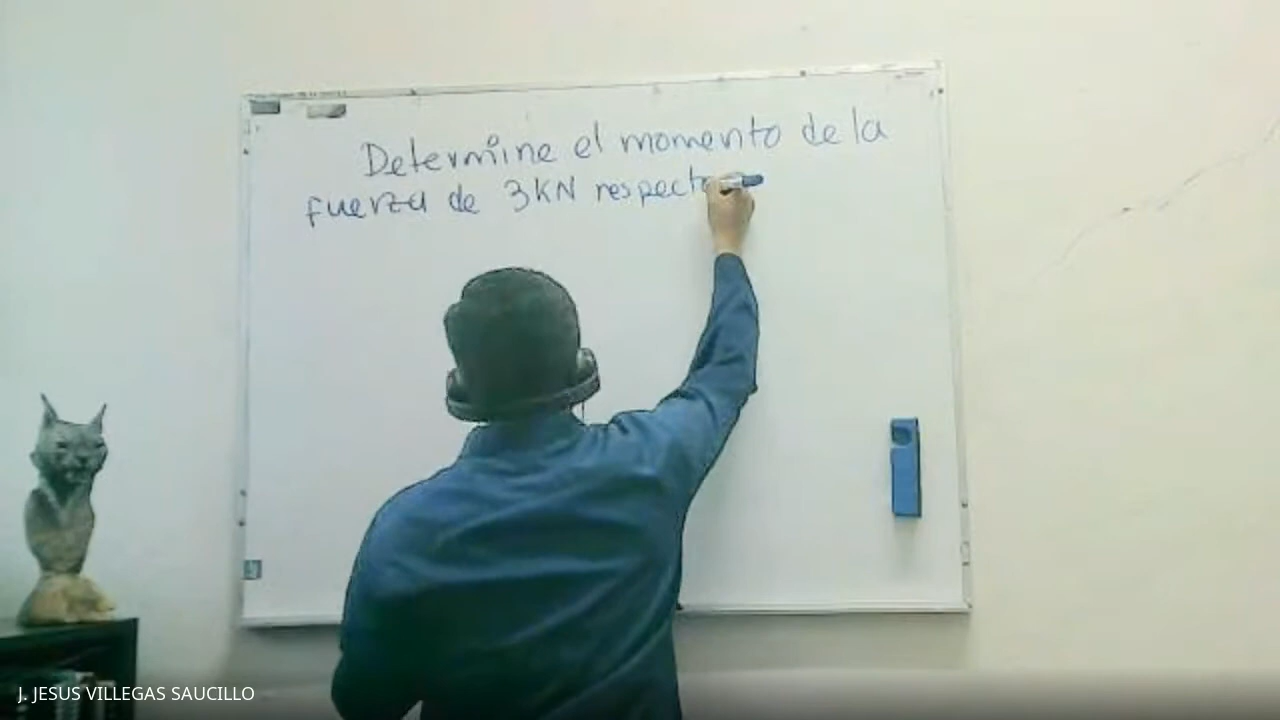 Determine el momento de la
fuerza de 3KN respecto
J. JESUS VILLEGAS SAUCILLO